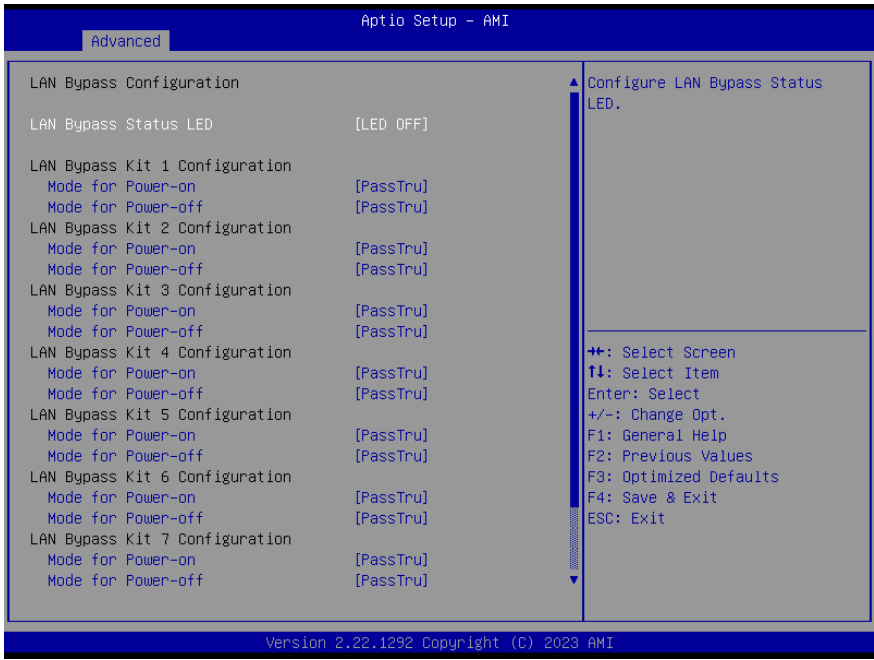 Aptio Setup – AMI
Advanced
LAN Bypass Configuration
LAN Bypass Status LED [LED OFF]
LAN Bypass Kit 1 Configuration
Mode for Power-on [PassTru]
Mode for Power-off [PassTru]
LAN Bypass Kit 2 Configuration
Mode for Power-on [PassTru]
Mode for Power-off [PassTru]
LAN Bypass Kit 3 Configuration
Mode for Power-on [PassTru]
Mode for Power-off [PassTru]
LAN Bypass Kit 4 Configuration
Mode for Power-on [PassTru]
Mode for Power-off [PassTru]
LAN Bypass Kit 5 Configuration
Mode for Power-on [PassTru]
Mode for Power-off [PassTru]
LAN Bypass Kit 6 Configuration
Mode for Power-on [PassTru]
Mode for Power-off [PassTru]
LAN Bypass Kit 7 Configuration
Mode for Power-on [PassTru]
Mode for Power-off [PassTru]
Configure LAN Bypass Status
LED.
→←: Select Screen
↑↓: Select Item
Enter: Select
+/-: Change Opt.
F1: General Help
F2: Previous Values
F3: Optimized Defaults
F4: Save & Exit
ESC: Exit
Version 2.22.1292 Copyright (C) 2023 AMI